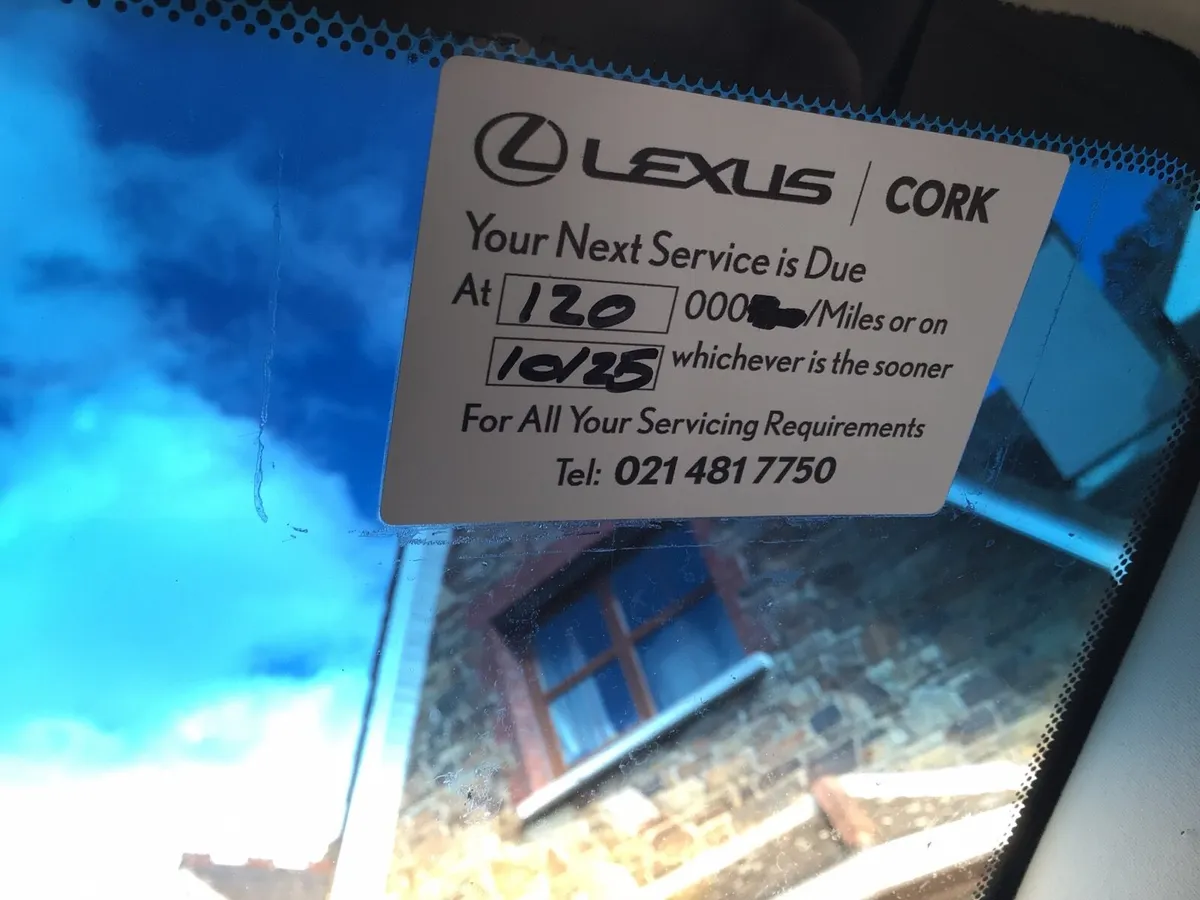 LEXUS | CORK
Your Next Service is Due
At 120 000 /Miles or on
10/25 whichever is the sooner
For All Your Servicing Requirements
Tel: 021 481 7750